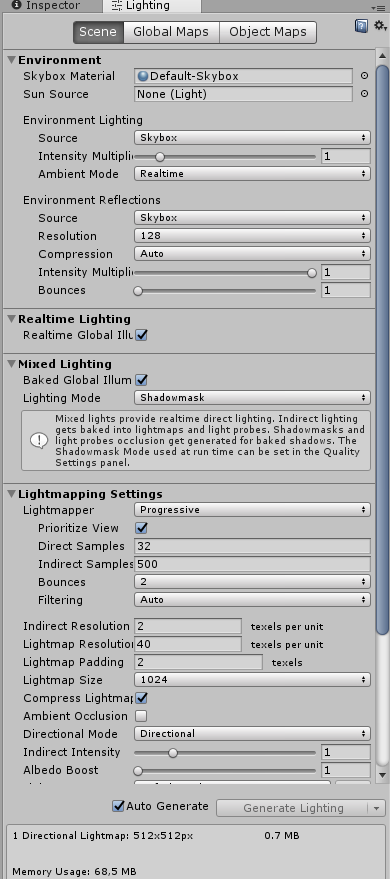 Inspector
Lighting
Scene
Global Maps
Object Maps
Environment
Skybox Material
Default-Skybox
Sun Source
None (Light)
Environment Lighting
Source
Skybox
Intensity Multipli
1
Ambient Mode
Realtime
Environment Reflections
Source
Skybox
Resolution
128
Compression
Auto
Intensity Multipli
1
Bounces
1
Realtime Lighting
Realtime Global Illu
Mixed Lighting
Baked Global Illum
Lighting Mode
Shadowmask
Mixed lights provide realtime direct lighting. Indirect lighting
gets baked into lightmaps and light probes. Shadowmasks and
light probes occlusion get generated for baked shadows. The
Shadowmask Mode used at run time can be set in the Quality
Settings panel.
Lightmapping Settings
Lightmapper
Progressive
Prioritize View
Direct Samples
32
Indirect Samples
500
Bounces
2
Filtering
Auto
Indirect Resolution
2
texels per unit
Lightmap Resolution
40
texels per unit
Lightmap Padding
2
texels
Lightmap Size
1024
Compress Lightmap
Ambient Occlusion
Directional Mode
Directional
Indirect Intensity
1
Albedo Boost
1
Auto Generate
Generate Lighting
1 Directional Lightmap: 512x512px
0.7 MB
Memory Usage: 68,5 MB